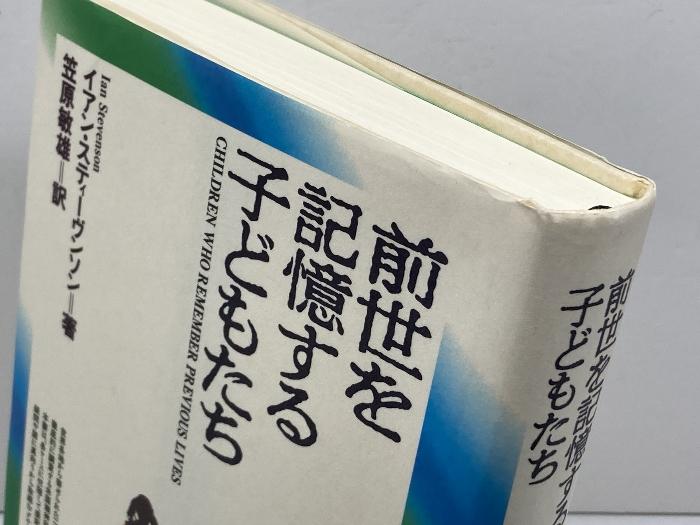 前世を
記憶する
子どもたち
CHILDREN WHO REMEMBER PREVIOUS LIVES
Ian Stevenson
イアン・スティーヴンソン＝著
笠原敏雄＝訳
前世を記憶する
子どもたち